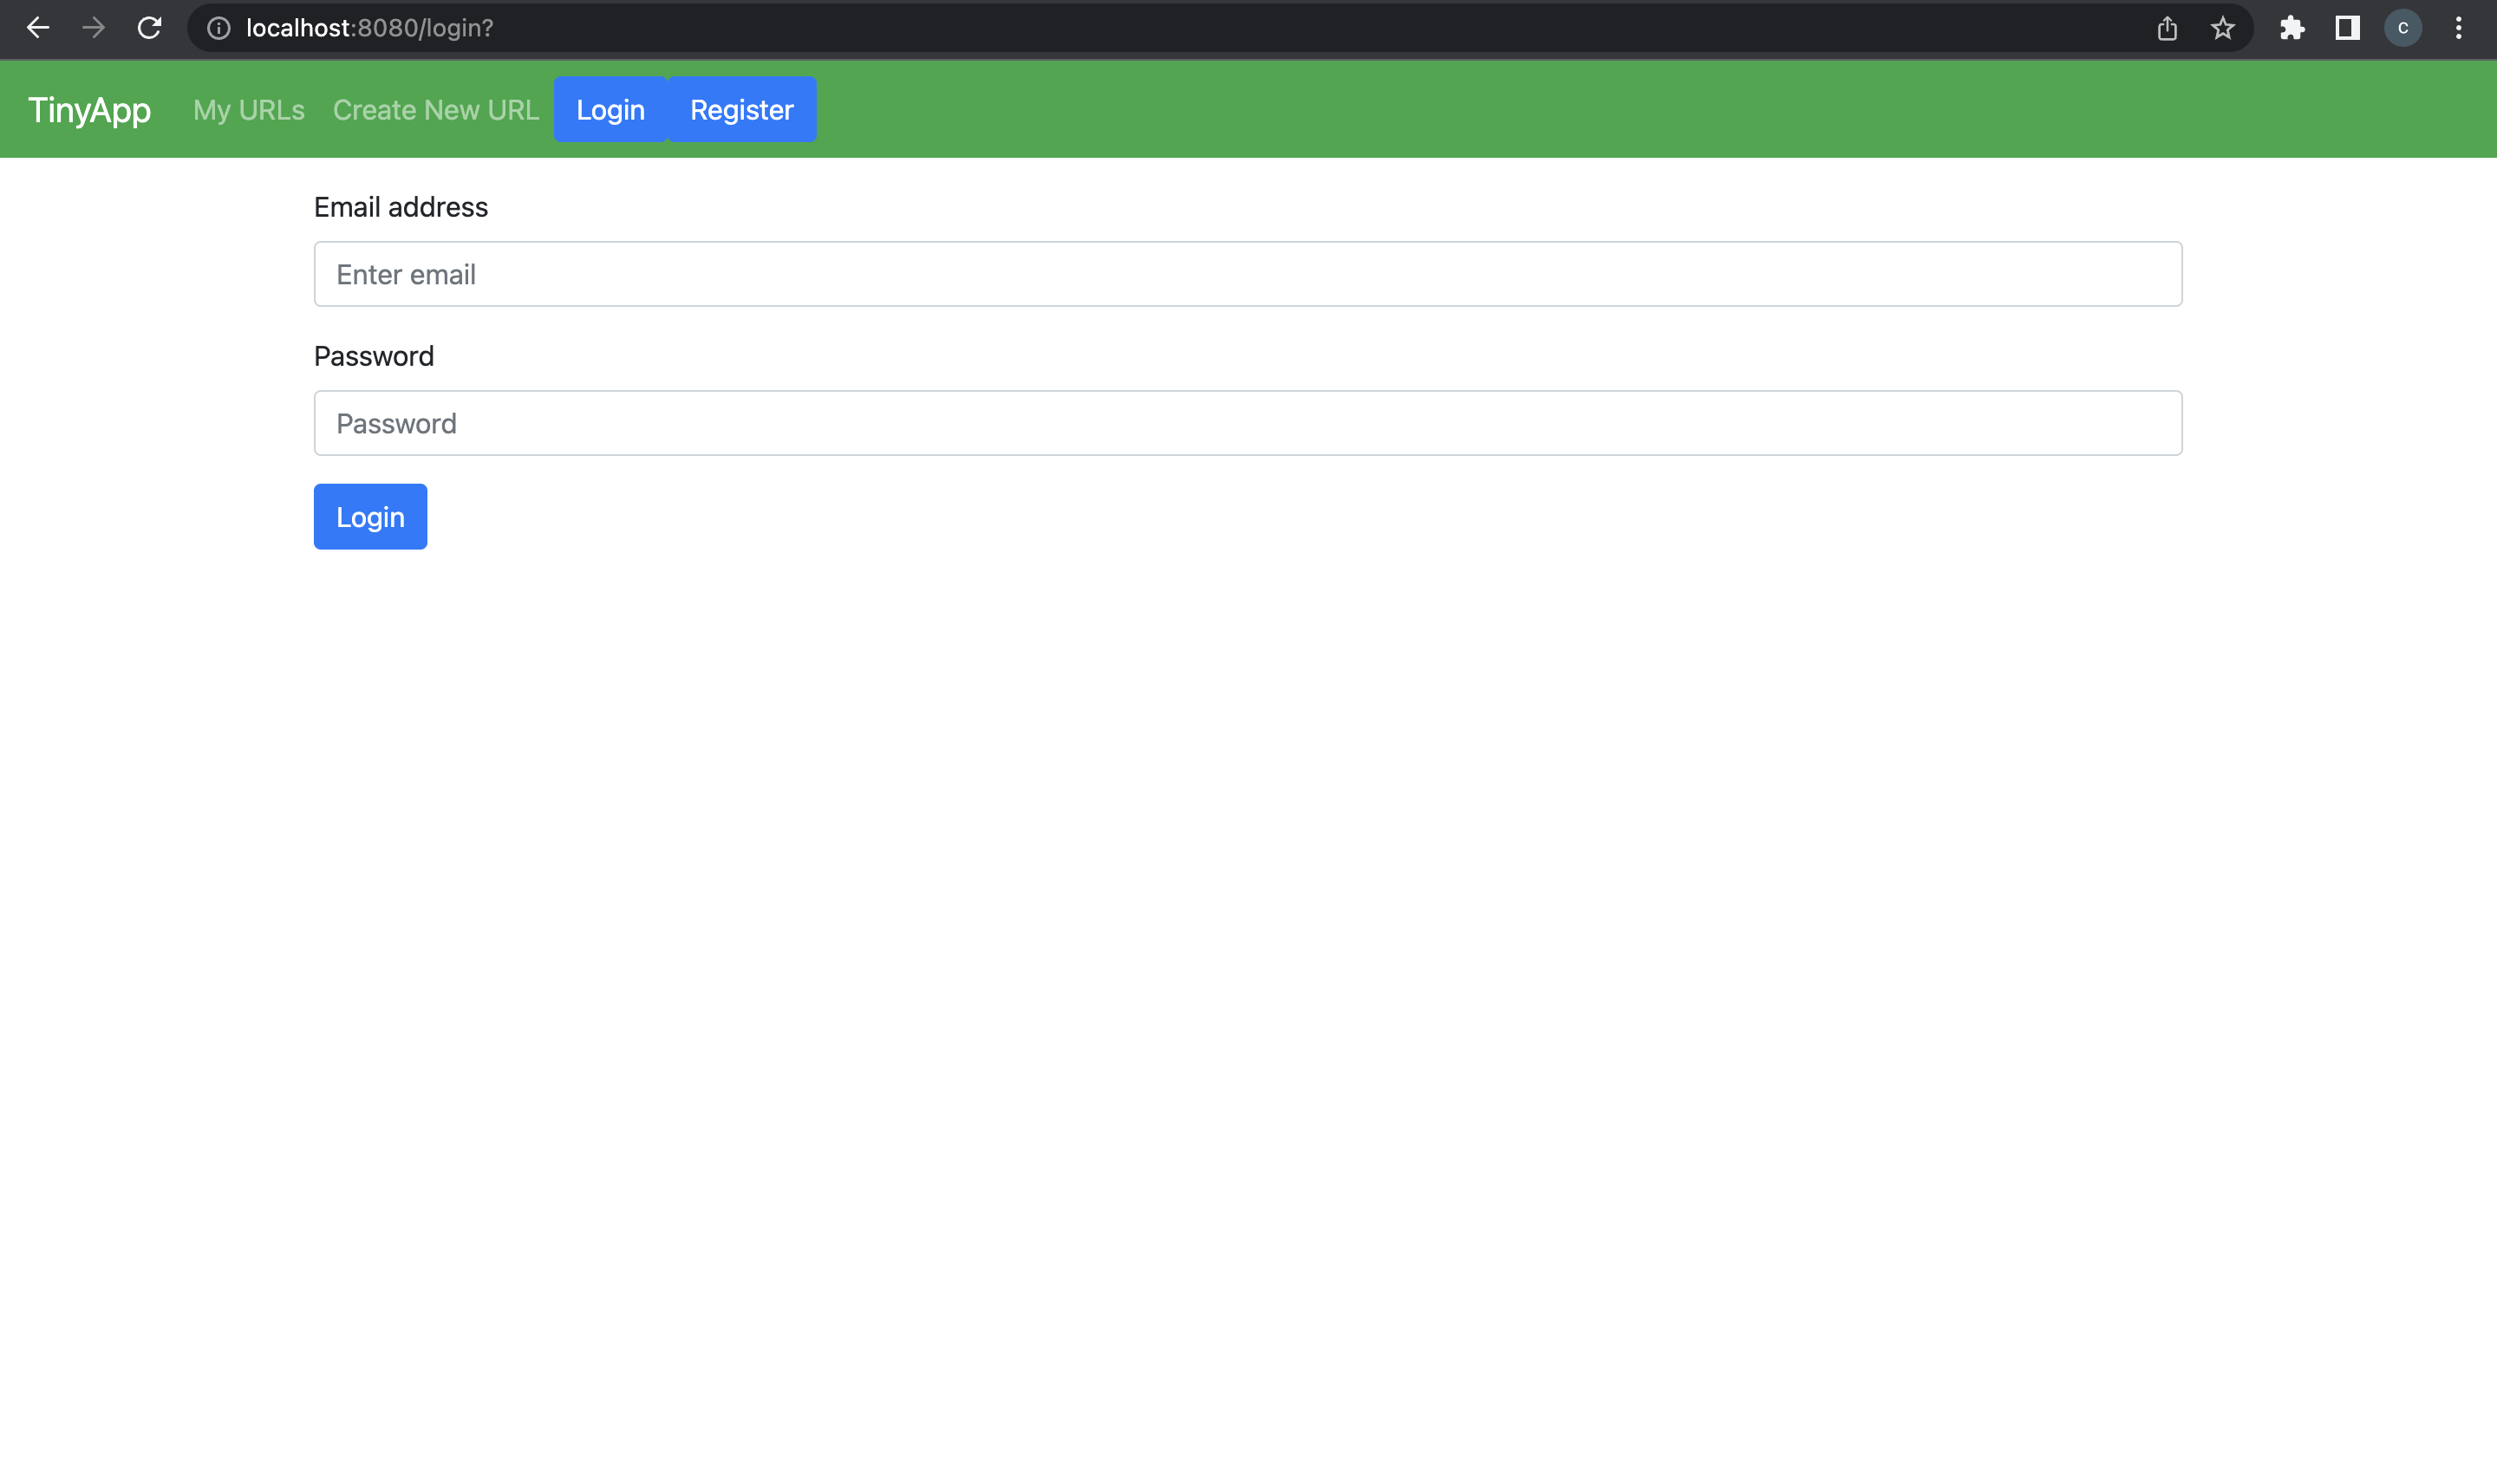 localhost:8080/login?
C
TinyApp My URLs Create New URL Login Register
Email address
Enter email
Password
Password
Login